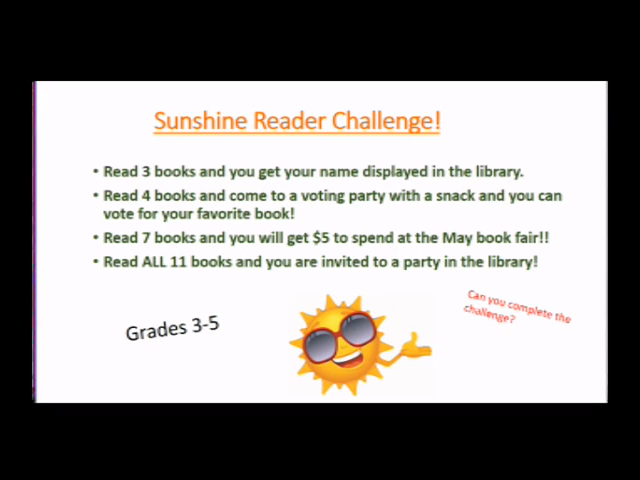 Sunshine Reader Challenge!
• Read 3 books and you get your name displayed in the library.
• Read 4 books and come to a voting party with a snack and you can
vote for your favorite book!
• Read 7 books and you will get $5 to spend at the May book fair!!
• Read ALL 11 books and you are invited to a party in the library!
Grades 3-5
Can you complete the
challenge?